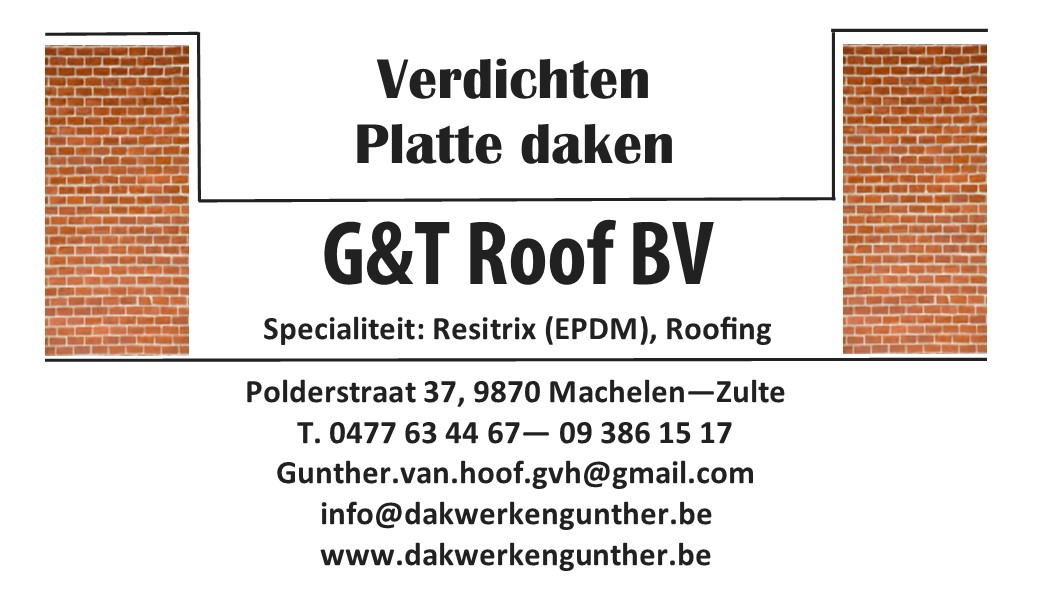 Verdichten
Platte daken
G&T Roof BV
Specialiteit: Resitrix (EPDM), Roofing
Polderstraat 37, 9870 Machelen—Zulte
T. 0477 63 44 67— 09 386 15 17
Gunther.van.hoof.gvh@gmail.com
info@dakwerkengunther.be
www.dakwerkengunther.be